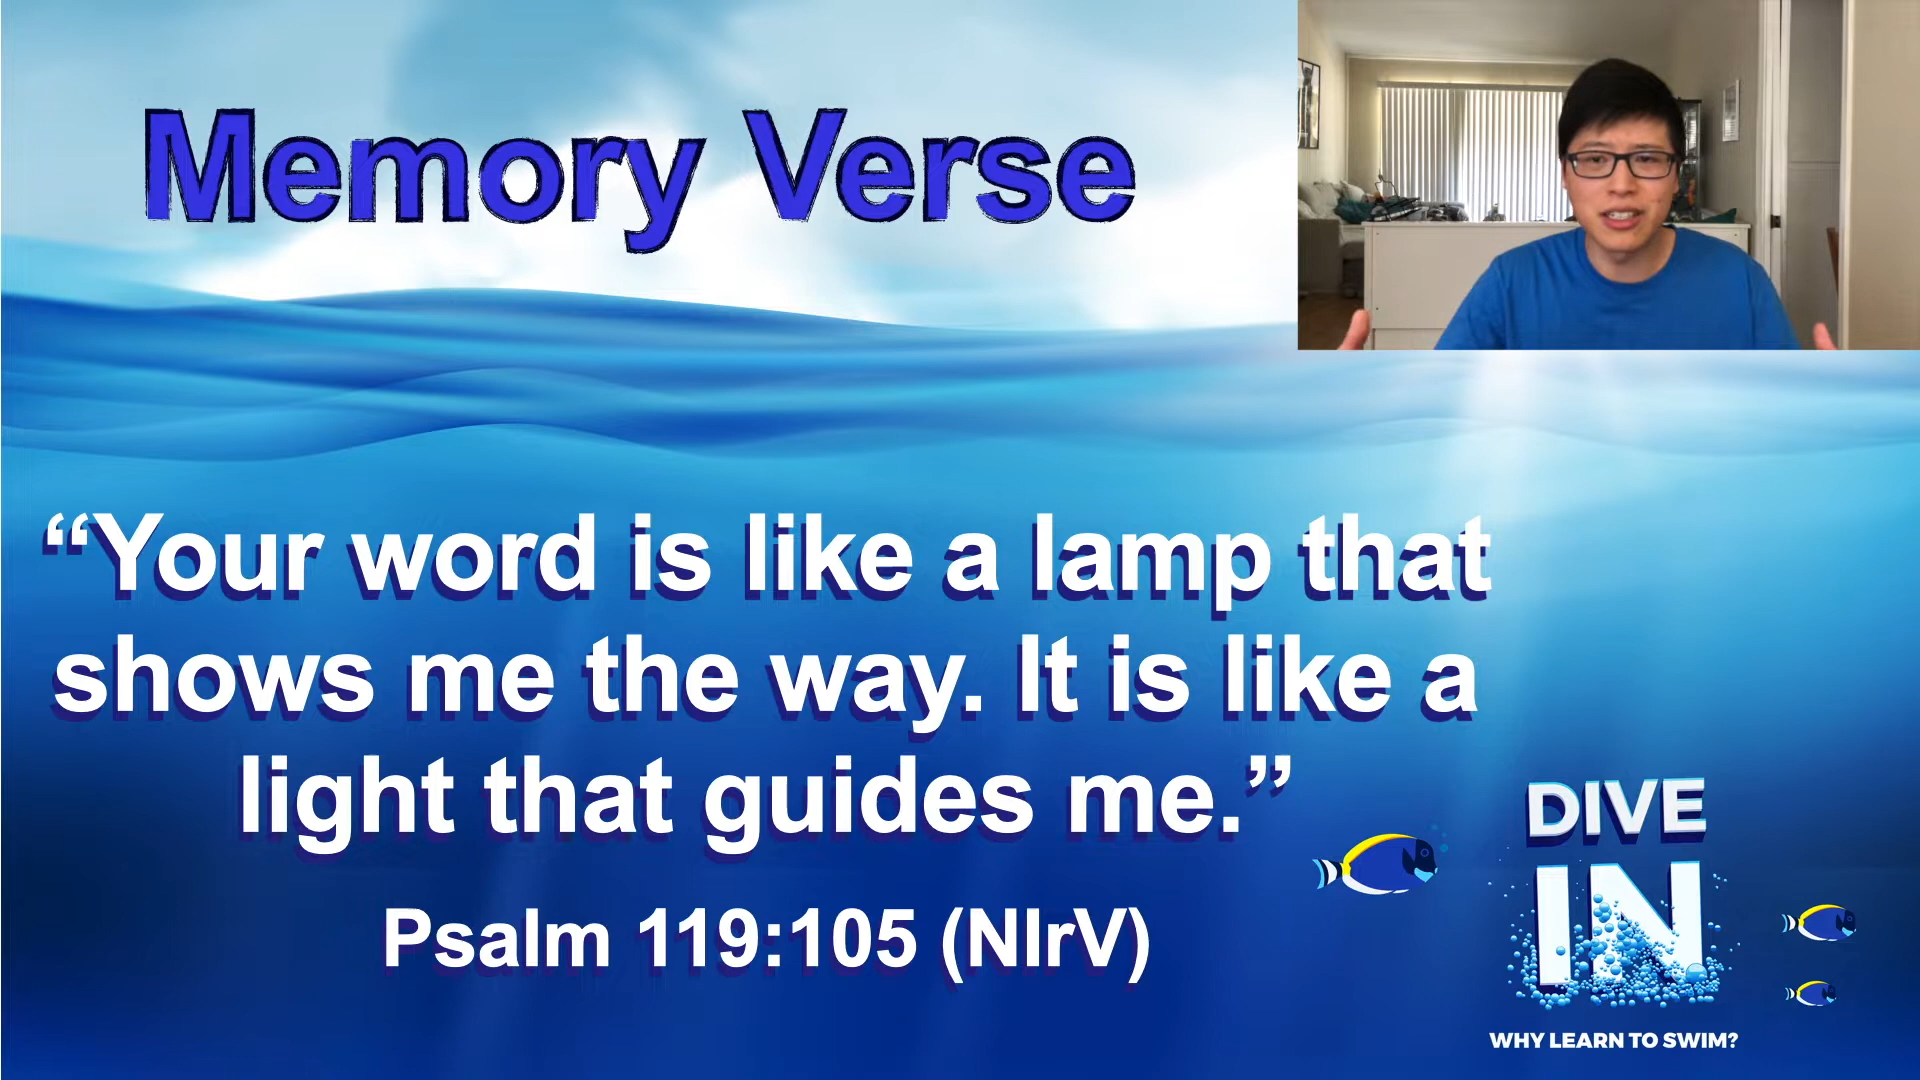 Memory Verse
“Your word is like a lamp that
shows me the way. It is like a
light that guides me.”
Psalm 119:105 (NIrV)
DIVE
IN
WHY LEARN TO SWIM?